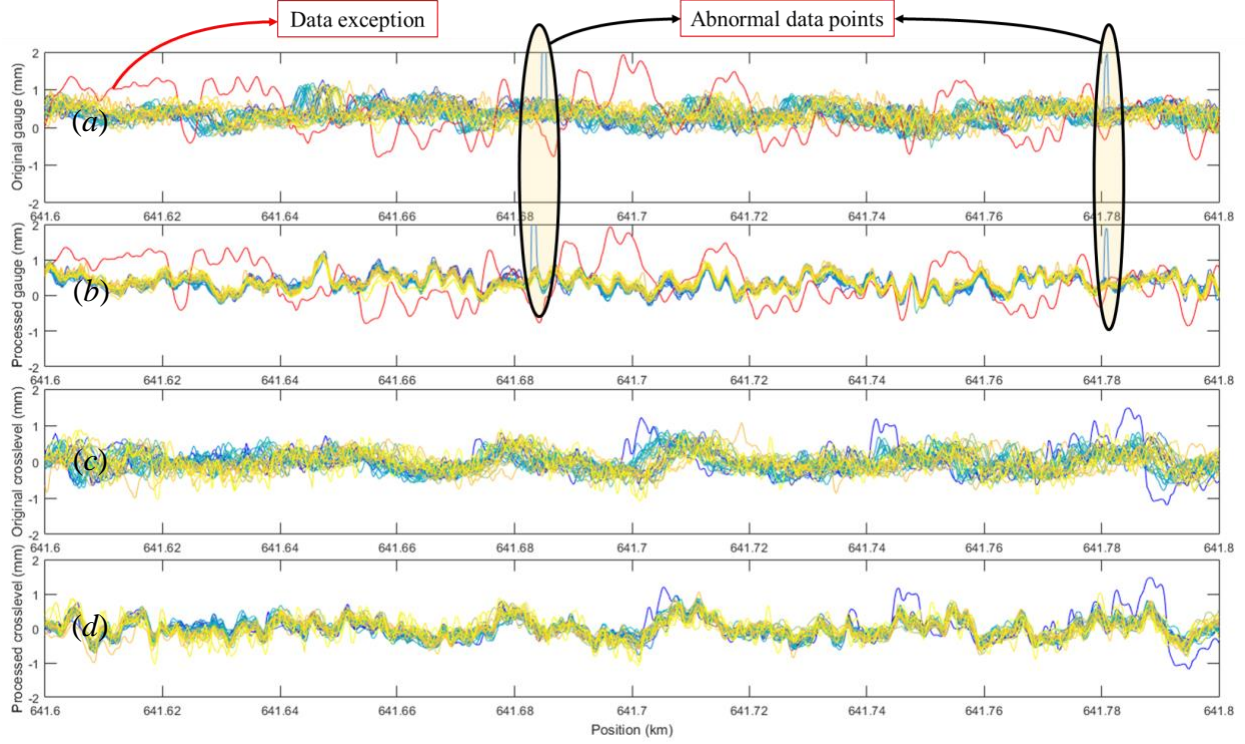 Data exception
Abnormal data points
Original gauge (mm)
2
1
0
-1
-2
(a)
641.6 641.62 641.64 641.66 641.68 641.7 641.72 641.74 641.76 641.78 641.8
Processed gauge (mm)
2
1
0
-1
-2
(b)
641.6 641.62 641.64 641.66 641.68 641.7 641.72 641.74 641.76 641.78 641.8
Original crosslevel (mm)
2
1
0
-1
-2
(c)
641.6 641.62 641.64 641.66 641.68 641.7 641.72 641.74 641.76 641.78 641.8
Processed crosslevel (mm)
2
1
0
-1
-2
(d)
641.6 641.62 641.64 641.66 641.68 641.7 641.72 641.74 641.76 641.78 641.8
Position (km)